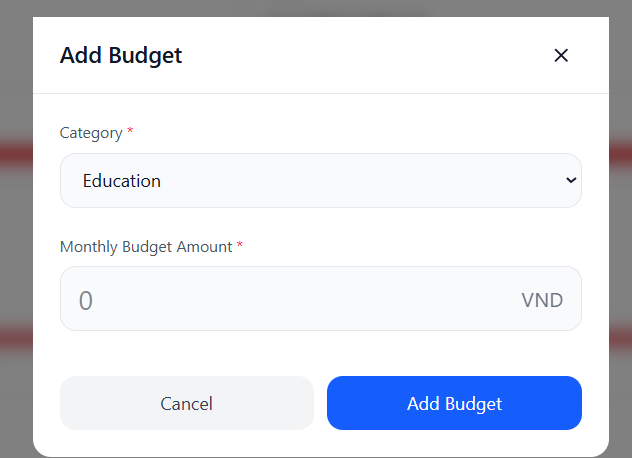 Add Budget
Category *
Education
Monthly Budget Amount *
0 VND
Cancel Add Budget